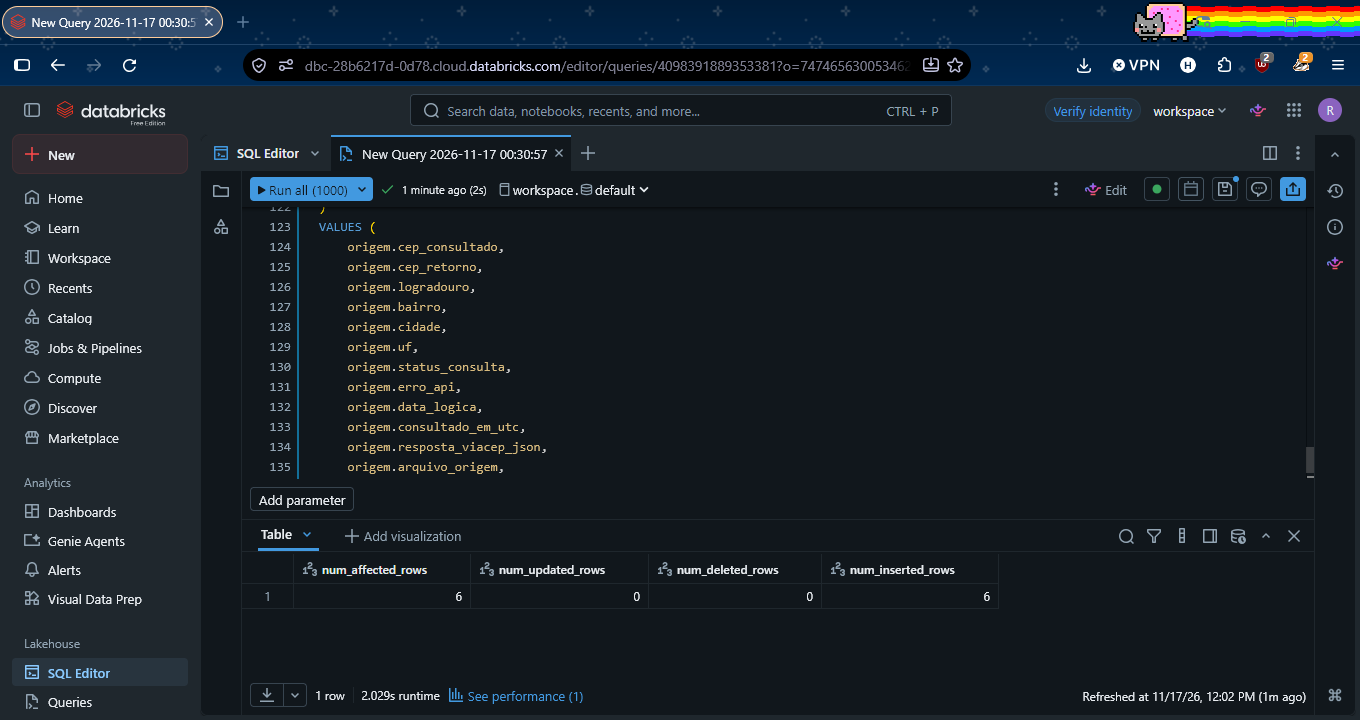 New Query 2026-11-17 00:30:5
dbc-28b6217d-0d78.cloud.databricks.com/editor/queries/4098391889353381?o=747465630053462
VPN
H
2
2
databricks
Free Edition
Search data, notebooks, recents, and more...
CTRL + P
Verify identity
workspace
R
New
Home
Learn
Workspace
Recents
Catalog
Jobs & Pipelines
Compute
Discover
Marketplace
Analytics
Dashboards
Genie Agents
Alerts
Visual Data Prep
Lakehouse
SQL Editor
Queries
SQL Editor
New Query 2026-11-17 00:30:57
Run all (1000)
1 minute ago (2s)
workspace.
default
Edit
122 )
123 VALUES (
124 origem.cep_consultado,
125 origem.cep_retorno,
126 origem.logradouro,
127 origem.bairro,
128 origem.cidade,
129 origem.uf,
130 origem.status_consulta,
131 origem.erro_api,
132 origem.data_logica,
133 origem.consultado_em_utc,
134 origem.resposta_viacep_json,
135 origem.arquivo_origem,
Add parameter
Table
Add visualization
num_affected_rows num_updated_rows num_deleted_rows num_inserted_rows
1 6 0 0 6
1 row
2.029s runtime
See performance (1)
Refreshed at 11/17/26, 12:02 PM (1m ago)